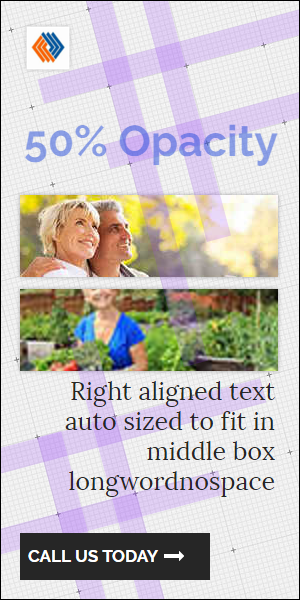 50% Opacity
Right aligned text
auto sized to fit in
middle box
longwordnospace
CALL US TODAY